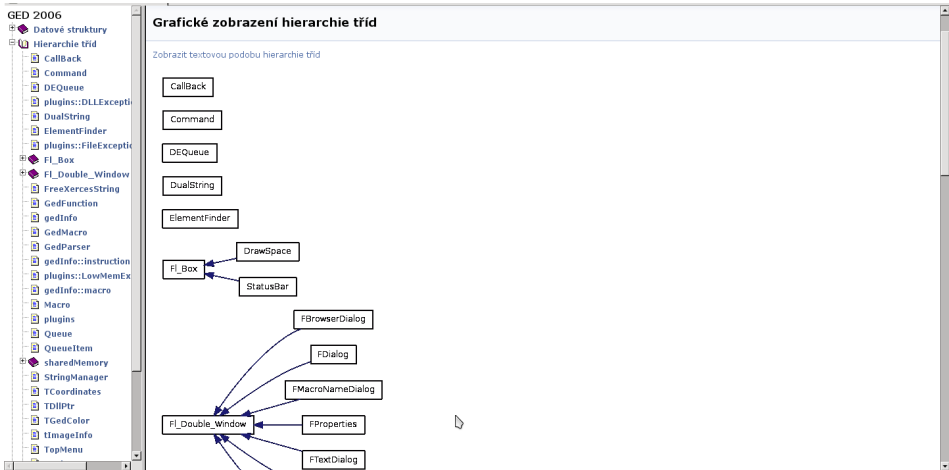 GED 2006
Datové struktury
Hierarchie tříd
CallBack
Command
DEQueue
plugins::DLLExcepti
DualString
ElementFinder
plugins::FileExceptic
Fl_Box
Fl_Double_Window
FreeXercesString
GedFunction
gedInfo
GedMacro
GedParser
gedInfo::instruction
plugins::LowMemEx
gedInfo::macro
Macro
plugins
Queue
QueueItem
sharedMemory
StringManager
TCoordinates
TDllPtr
TGedColor
tImageInfo
TopMenu
Grafické zobrazení hierarchie tříd
Zobrazit textovou podobu hierarchie tříd
CallBack
Command
DEQueue
DualString
ElementFinder
DrawSpace
Fl_Box
StatusBar
FBrowserDialog
FDialog
FMacroNameDialog
Fl_Double_Window
FProperties
FTextDialog